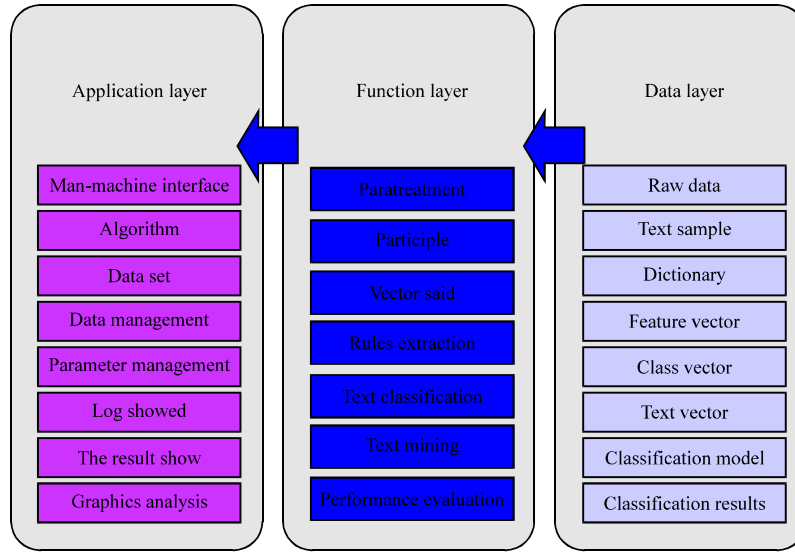 Application layer
Man-machine interface
Algorithm
Data set
Data management
Parameter management
Log showed
The result show
Graphics analysis
Function layer
Paratreatment
Participle
Vector said
Rules extraction
Text classification
Text mining
Performance evaluation
Data layer
Raw data
Text sample
Dictionary
Feature vector
Class vector
Text vector
Classification model
Classification results